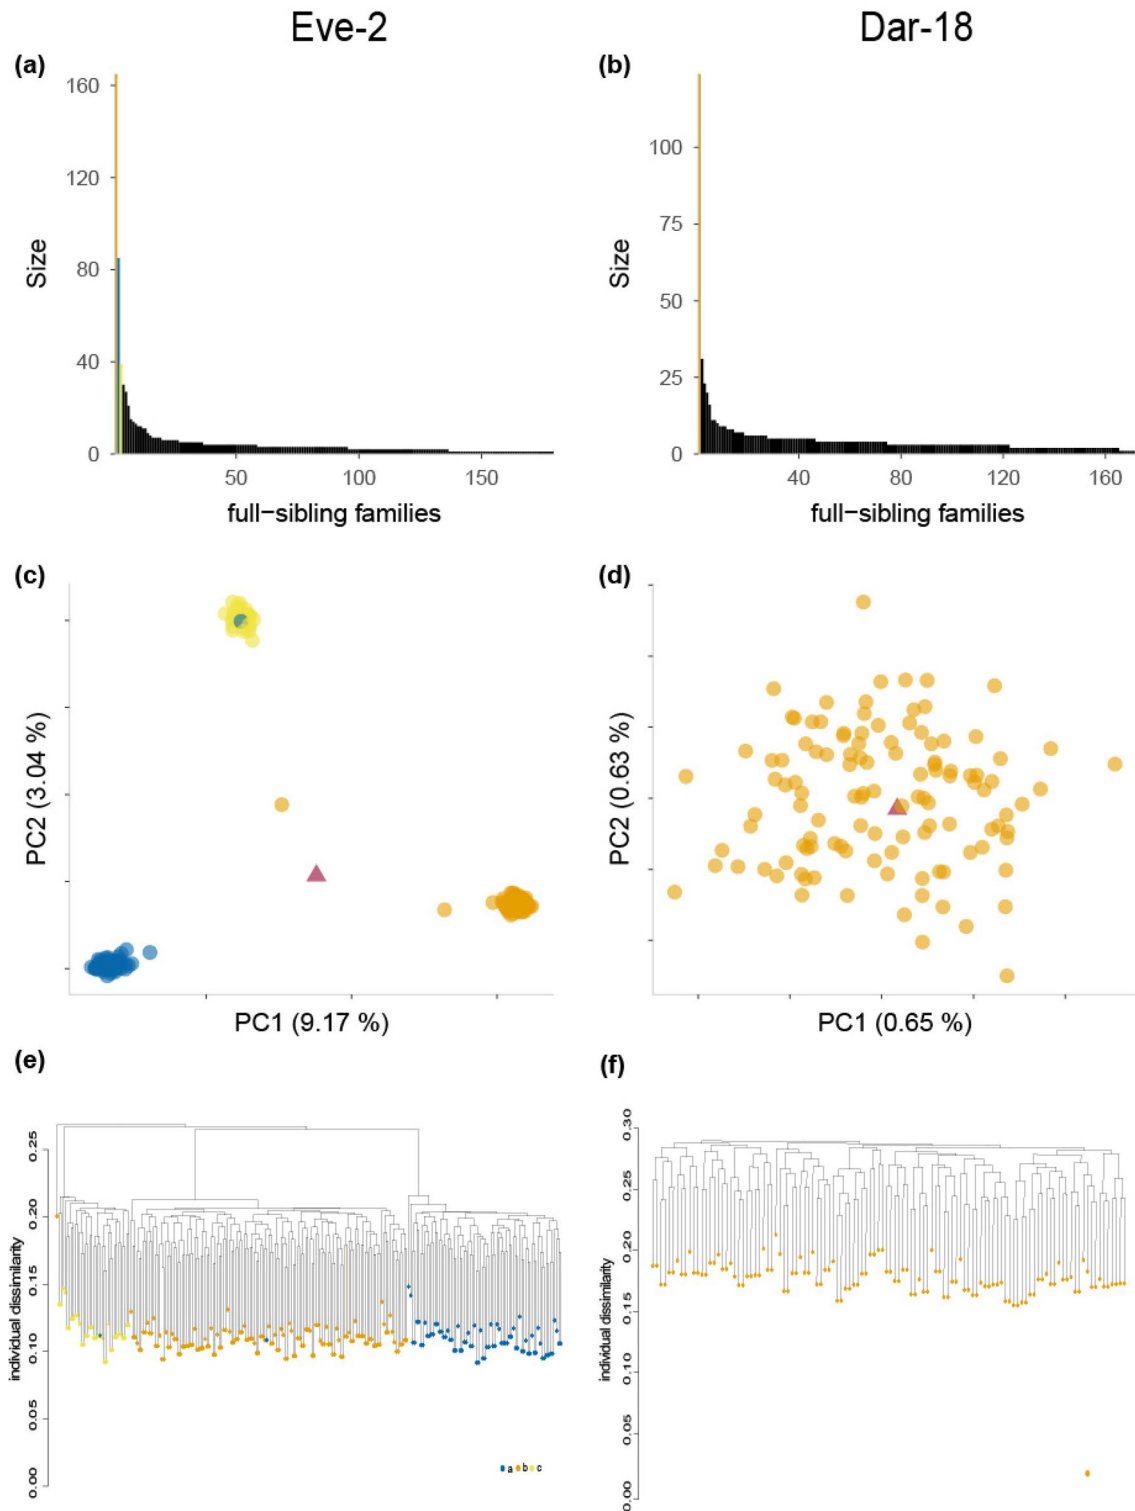 Eve-2
Dar-18
(a)
(b)
160
120
80
40
0
Size
50
100
150
full−sibling families
100
75
50
25
0
Size
40
80
120
160
full−sibling families
(c)
(d)
PC2 (3.04 %)
PC1 (9.17 %)
PC2 (0.63 %)
PC1 (0.65 %)
(e)
(f)
individual dissimilarity
0.25
0.20
0.15
0.10
0.05
0.00
a b c
individual dissimilarity
0.30
0.25
0.20
0.15
0.10
0.05
0.00